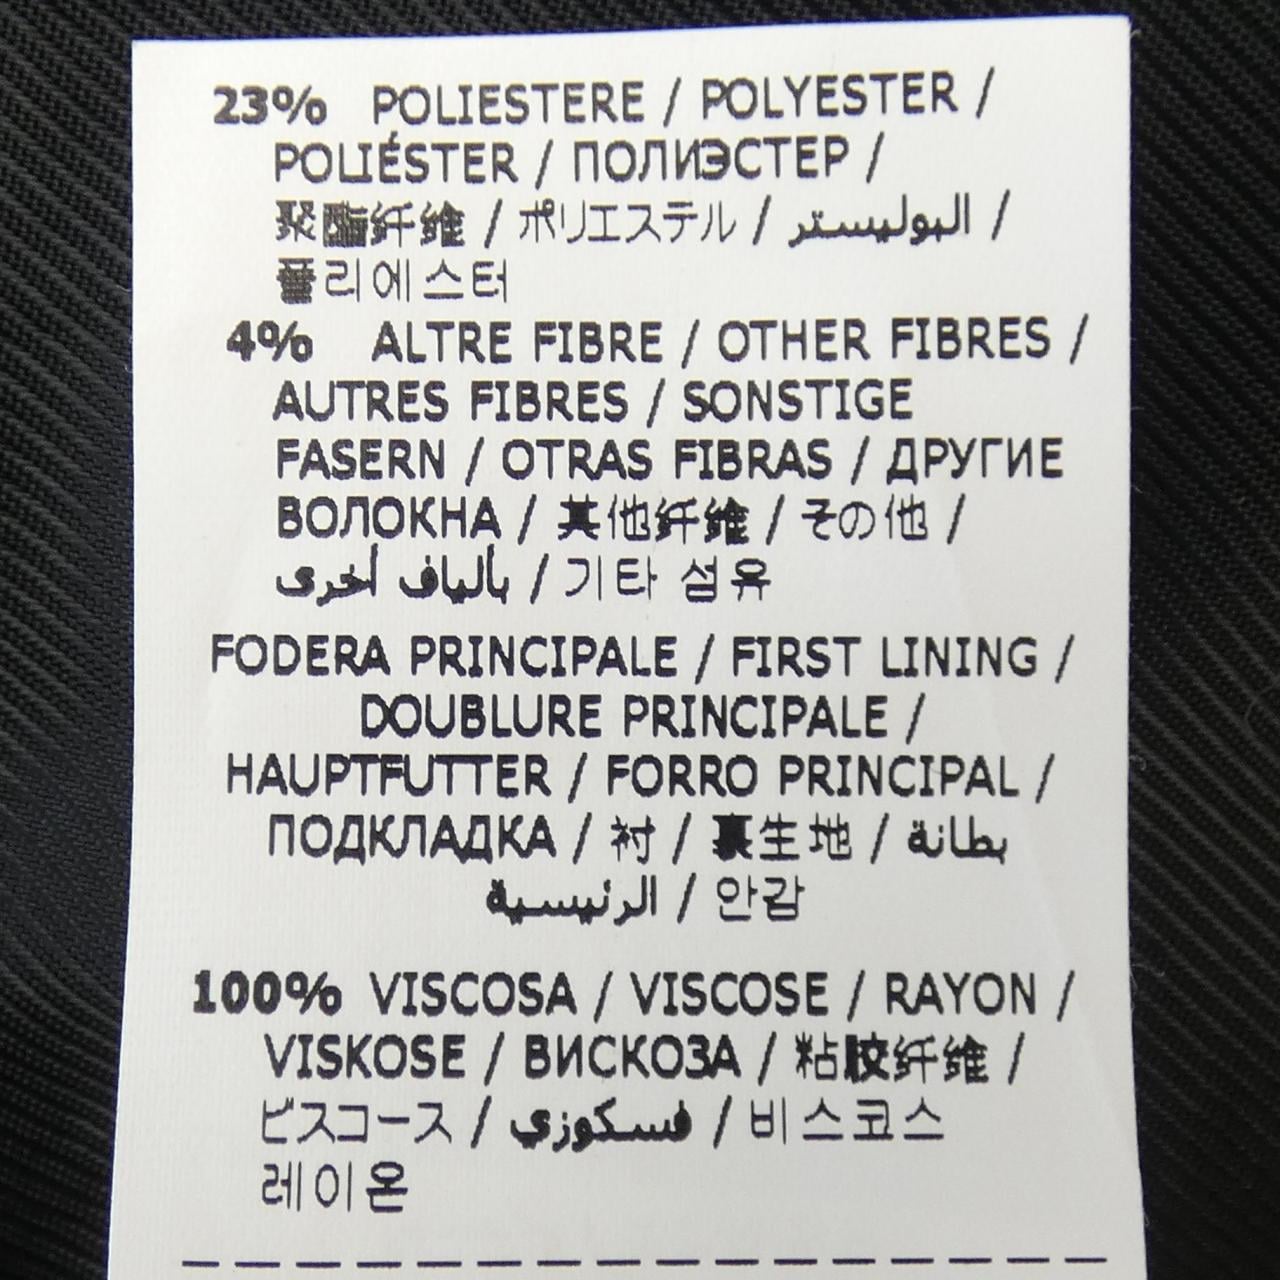 23% POLIESTERE / POLYESTER /
POLIÉSTER / ПОЛИЭСТЕР /
聚酯纤维 / ポリエステル / البوليستر /
폴리에스터
4% ALTRE FIBRE / OTHER FIBRES /
AUTRES FIBRES / SONSTIGE
FASERN / OTRAS FIBRAS / ДРУГИЕ
ВОЛОКНА / 其他纤维 / その他 /
بألياف أخرى / 기타 섬유
FODERA PRINCIPALE / FIRST LINING /
DOUBLURE PRINCIPALE /
HAUPTFUTTER / FORRO PRINCIPAL /
ПОДКЛАДКА / 衬 / 裏生地 / بطانة
الرئيسية / 안감
100% VISCOSA / VISCOSE / RAYON /
VISKOSE / ВИСКОЗА / 粘胶纤维 /
ビスコース / فسكوزي / 비스코스
레이온